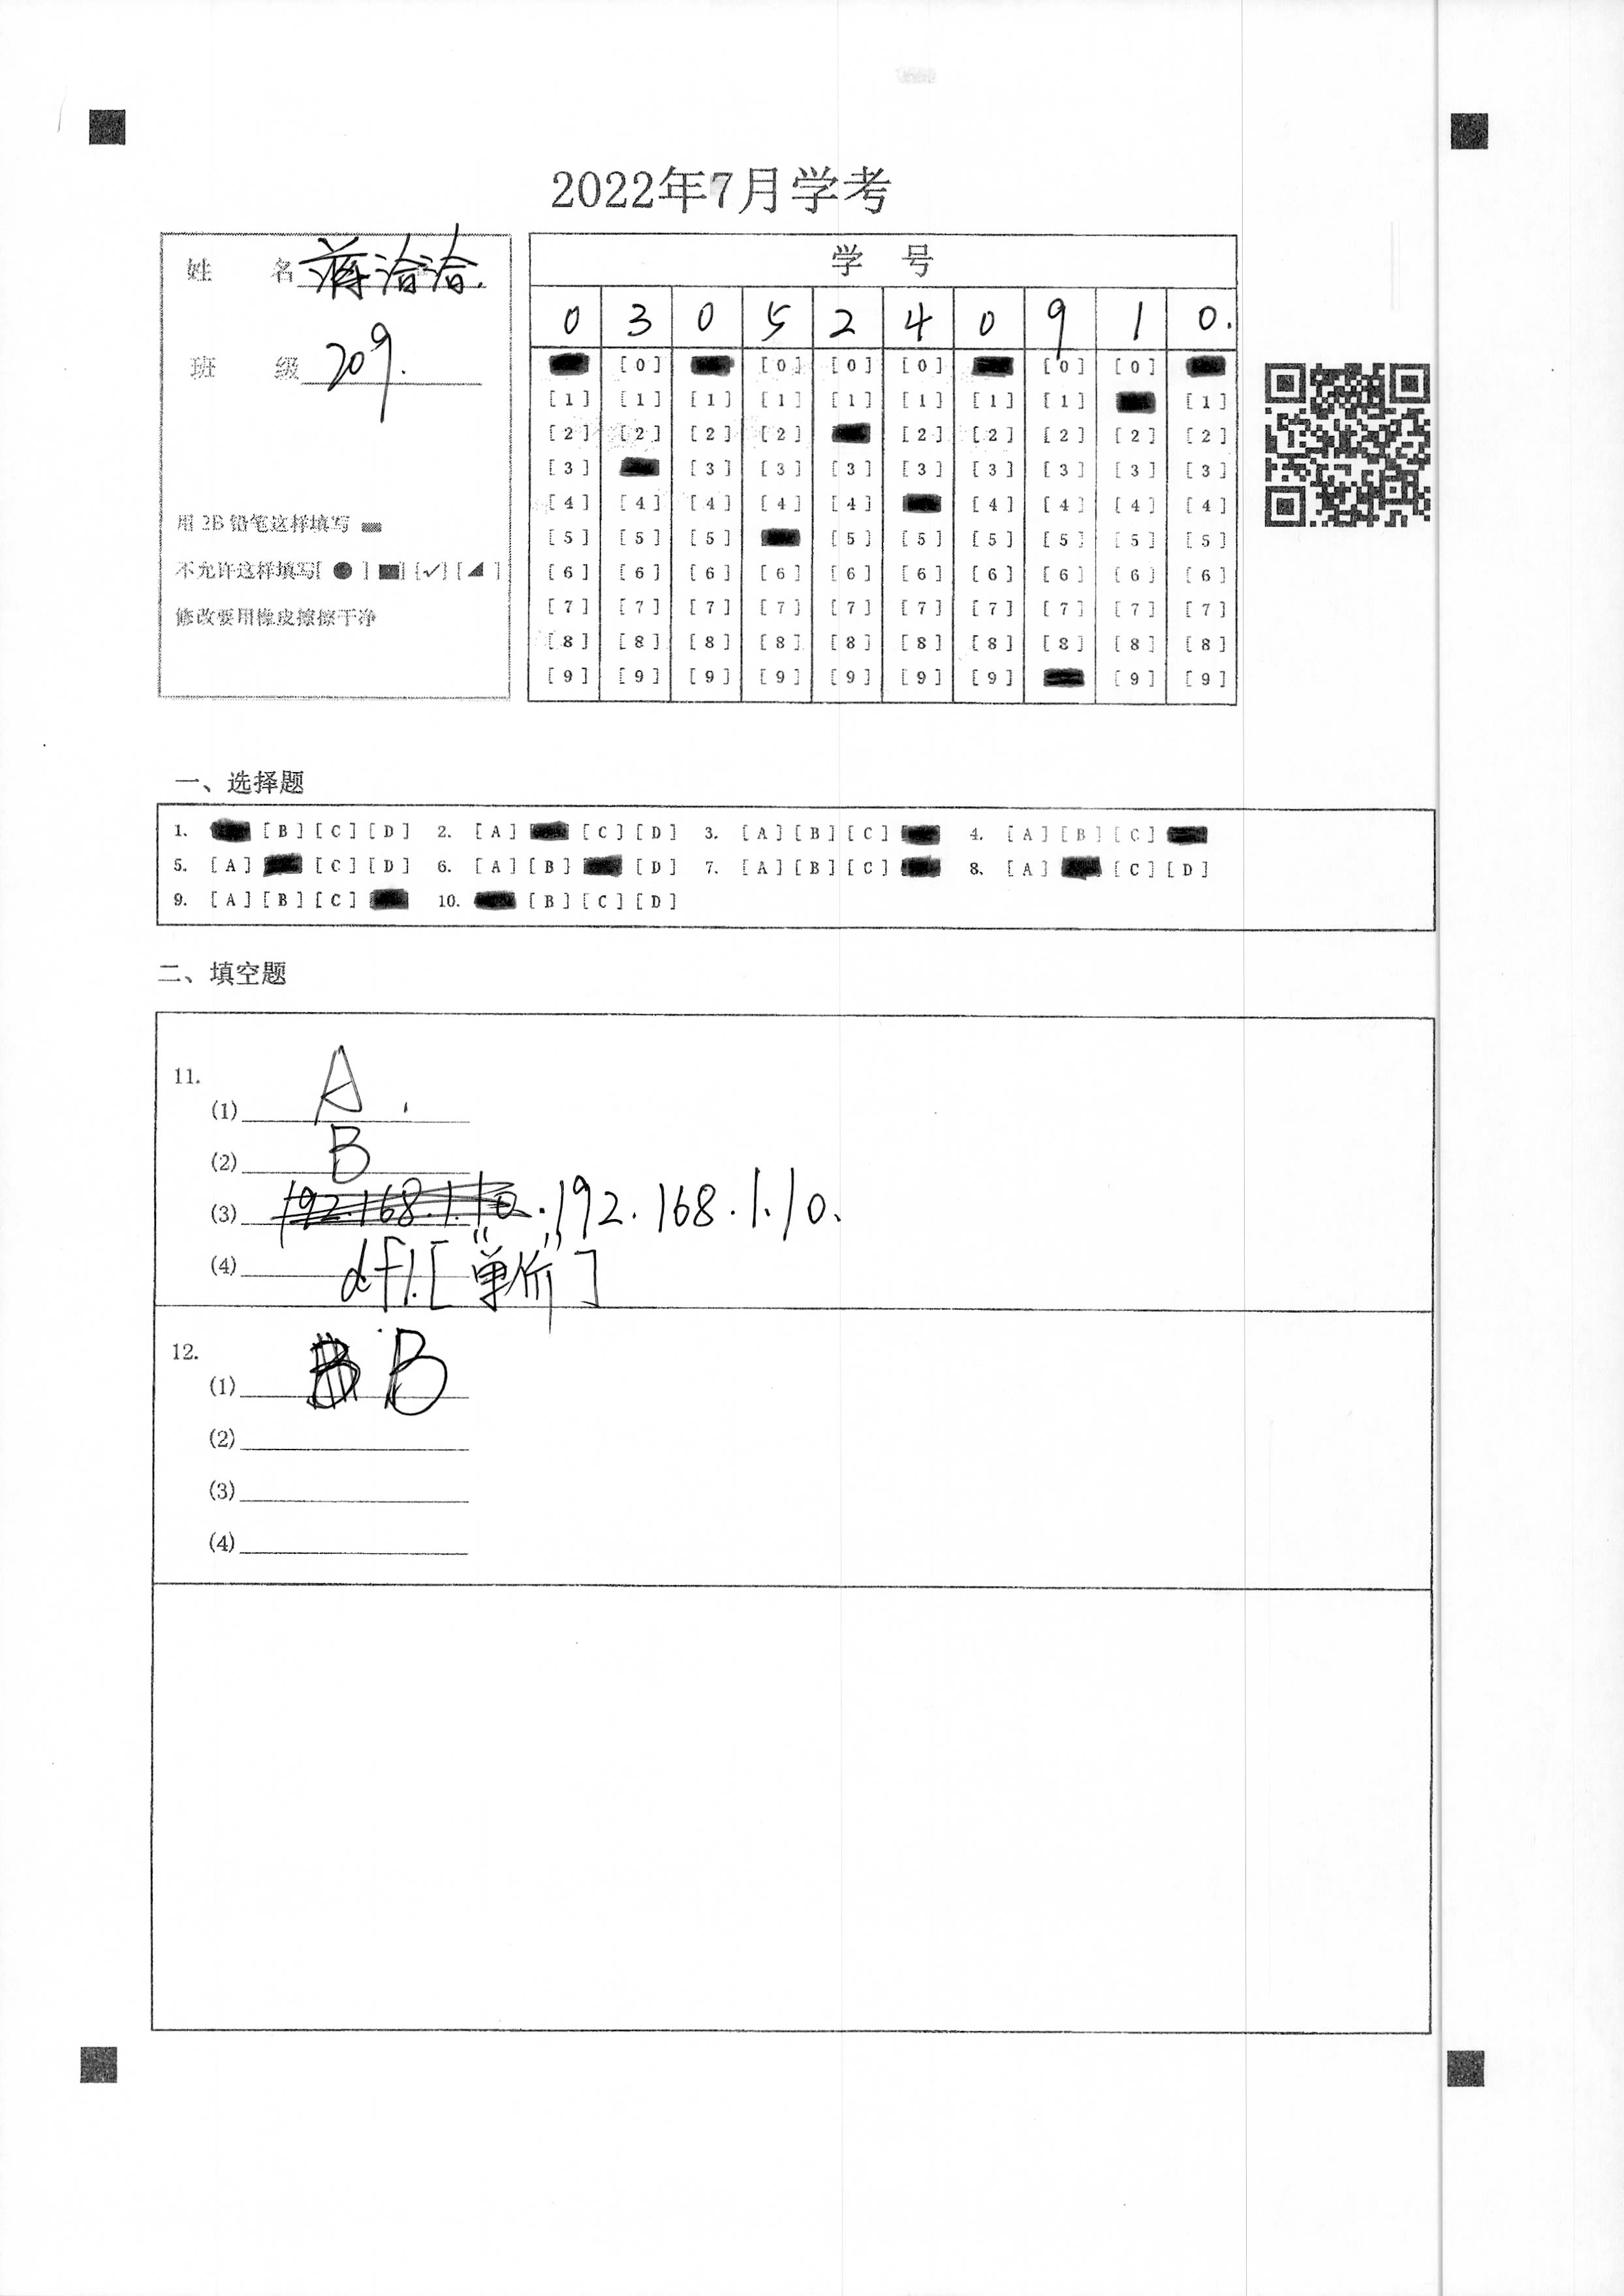 2022年7月学考
姓 名 蒋洽洽.
班 级 209.
用 2B 铅笔这样填写
不允许这样填写[ ● ] [■] [✓] [◢ ]
修改要用橡皮擦擦干净
学 号
0 3 0 5 2 4 0 9 1 0.
[0] [0] [0] [0] [0] [0]
[1] [1] [1] [1] [1] [1] [1] [1] [1]
[2] [2] [2] [2] [2] [2] [2] [2] [2]
[3] [3] [3] [3] [3] [3] [3] [3] [3]
[4] [4] [4] [4] [4] [4] [4] [4] [4]
[5] [5] [5] [5] [5] [5] [5] [5] [5]
[6] [6] [6] [6] [6] [6] [6] [6] [6] [6]
[7] [7] [7] [7] [7] [7] [7] [7] [7] [7]
[8] [8] [8] [8] [8] [8] [8] [8] [8] [8]
[9] [9] [9] [9] [9] [9] [9] [9] [9]
一、选择题
1. [B] [C] [D] 2. [A] [C] [D] 3. [A] [B] [C] 4. [A] [B] [C]
5. [A] [C] [D] 6. [A] [B] [D] 7. [A] [B] [C] 8. [A] [C] [D]
9. [A] [B] [C] 10. [B] [C] [D]
二、填空题
11.
(1) A.
(2) B
(3) 192.168.1.10. 192.168.1.10.
(4) df1.["单价"]
12.
(1) B B
(2)
(3)
(4)